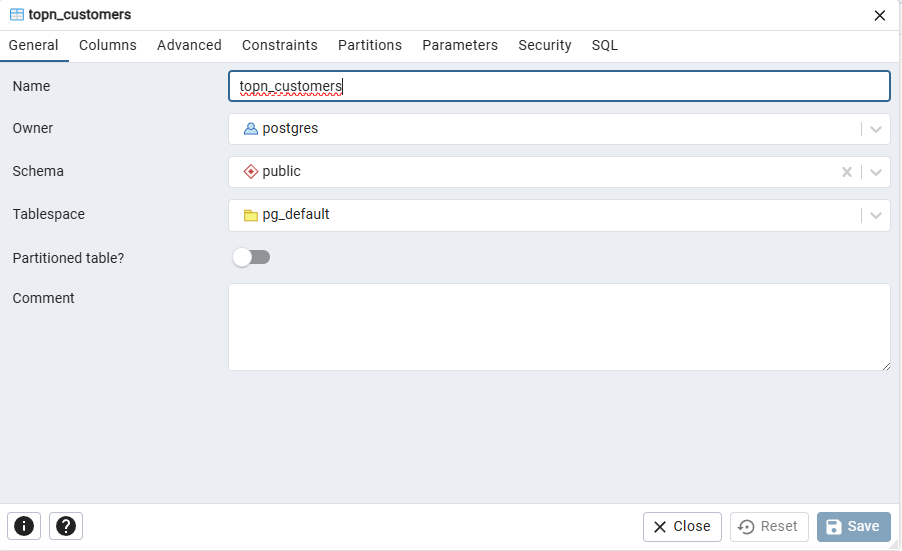 topn_customers
General Columns Advanced Constraints Partitions Parameters Security SQL
Name topn_customers
Owner postgres
Schema public
Tablespace pg_default
Partitioned table?
Comment
Close Reset Save